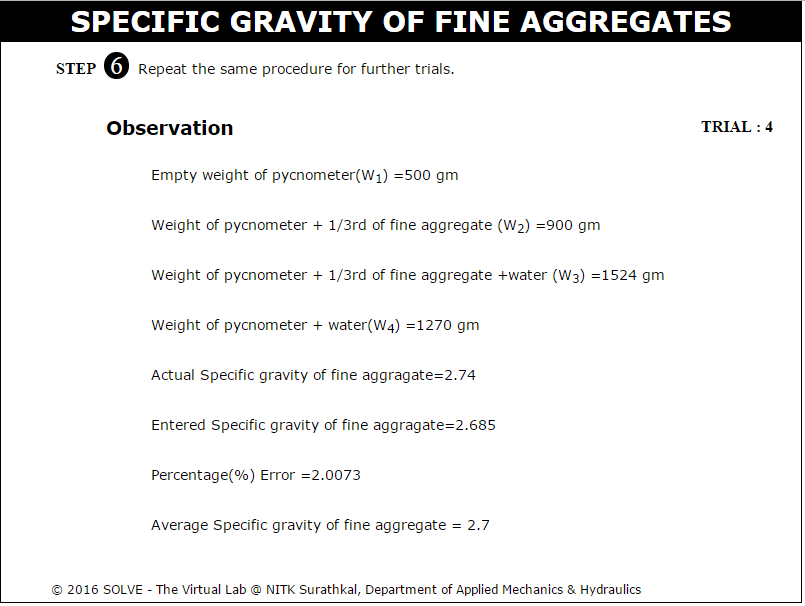 SPECIFIC GRAVITY OF FINE AGGREGATES
STEP 6 Repeat the same procedure for further trials.
Observation
TRIAL : 4
Empty weight of pycnometer(W1) =500 gm
Weight of pycnometer + 1/3rd of fine aggregate (W2) =900 gm
Weight of pycnometer + 1/3rd of fine aggregate +water (W3) =1524 gm
Weight of pycnometer + water(W4) =1270 gm
Actual Specific gravity of fine aggragate=2.74
Entered Specific gravity of fine aggragate=2.685
Percentage(%) Error =2.0073
Average Specific gravity of fine aggregate = 2.7
© 2016 SOLVE - The Virtual Lab @ NITK Surathkal, Department of Applied Mechanics & Hydraulics